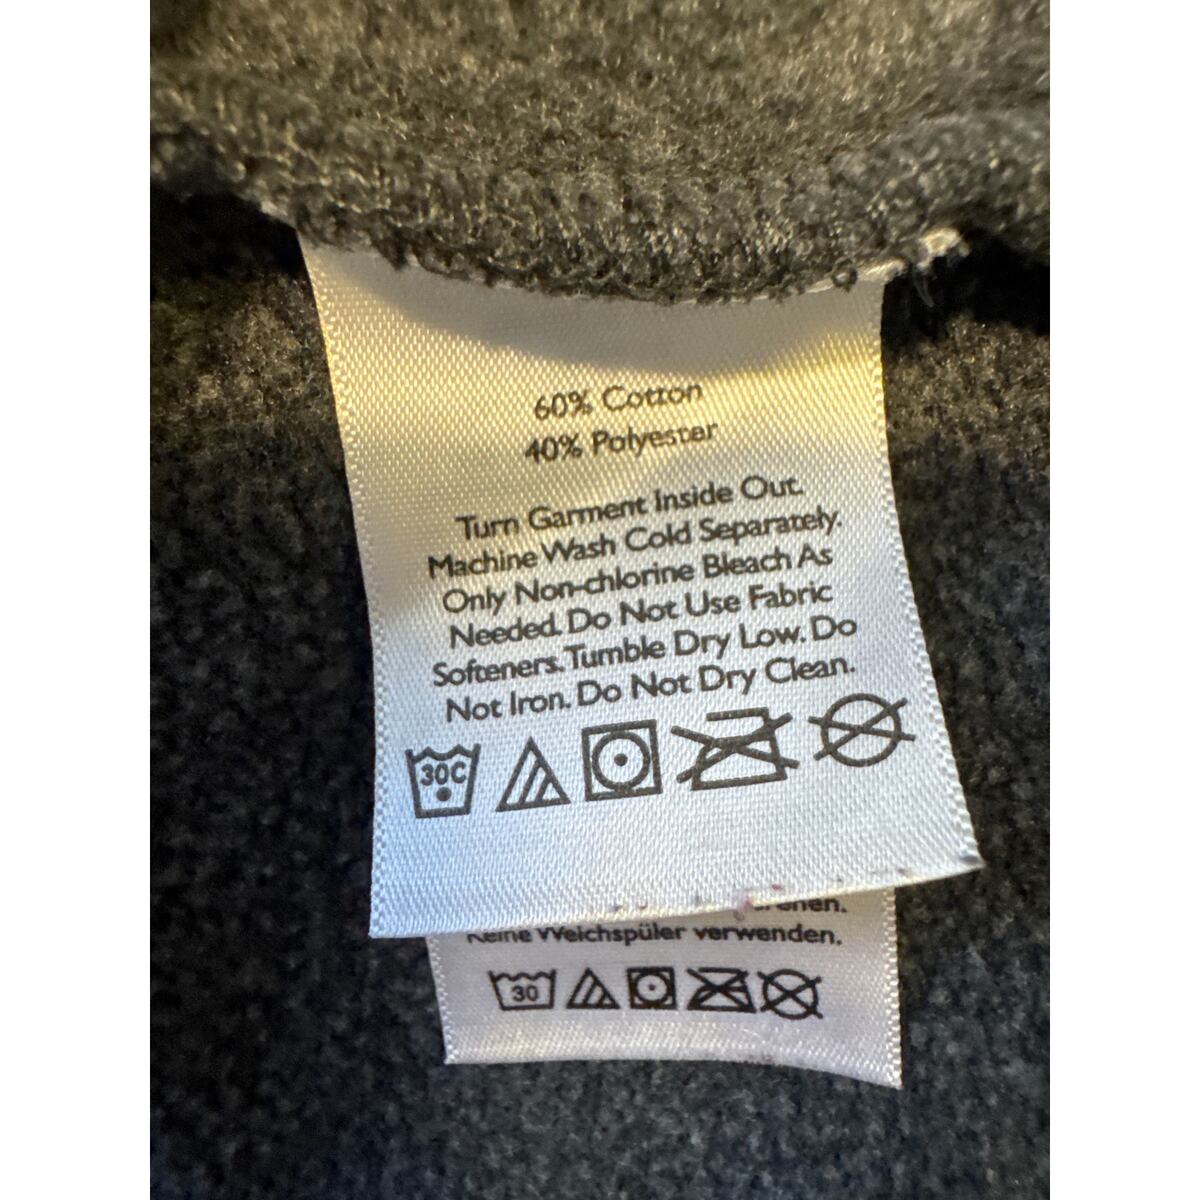 60% Cotton
40% Polyester
Turn Garment Inside Out.
Machine Wash Cold Separately.
Only Non-chlorine Bleach As
Needed. Do Not Use Fabric
Softeners. Tumble Dry Low. Do
Not Iron. Do Not Dry Clean.
30C
Keine Weichspüler verwenden.
30